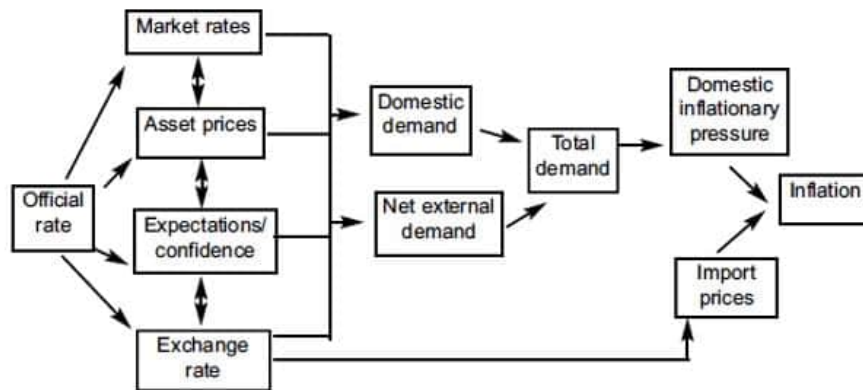 Market rates
Asset prices
Official
rate
Expectations/
confidence
Exchange
rate
Domestic
demand
Net external
demand
Total
demand
Domestic
inflationary
pressure
Import
prices
Inflation